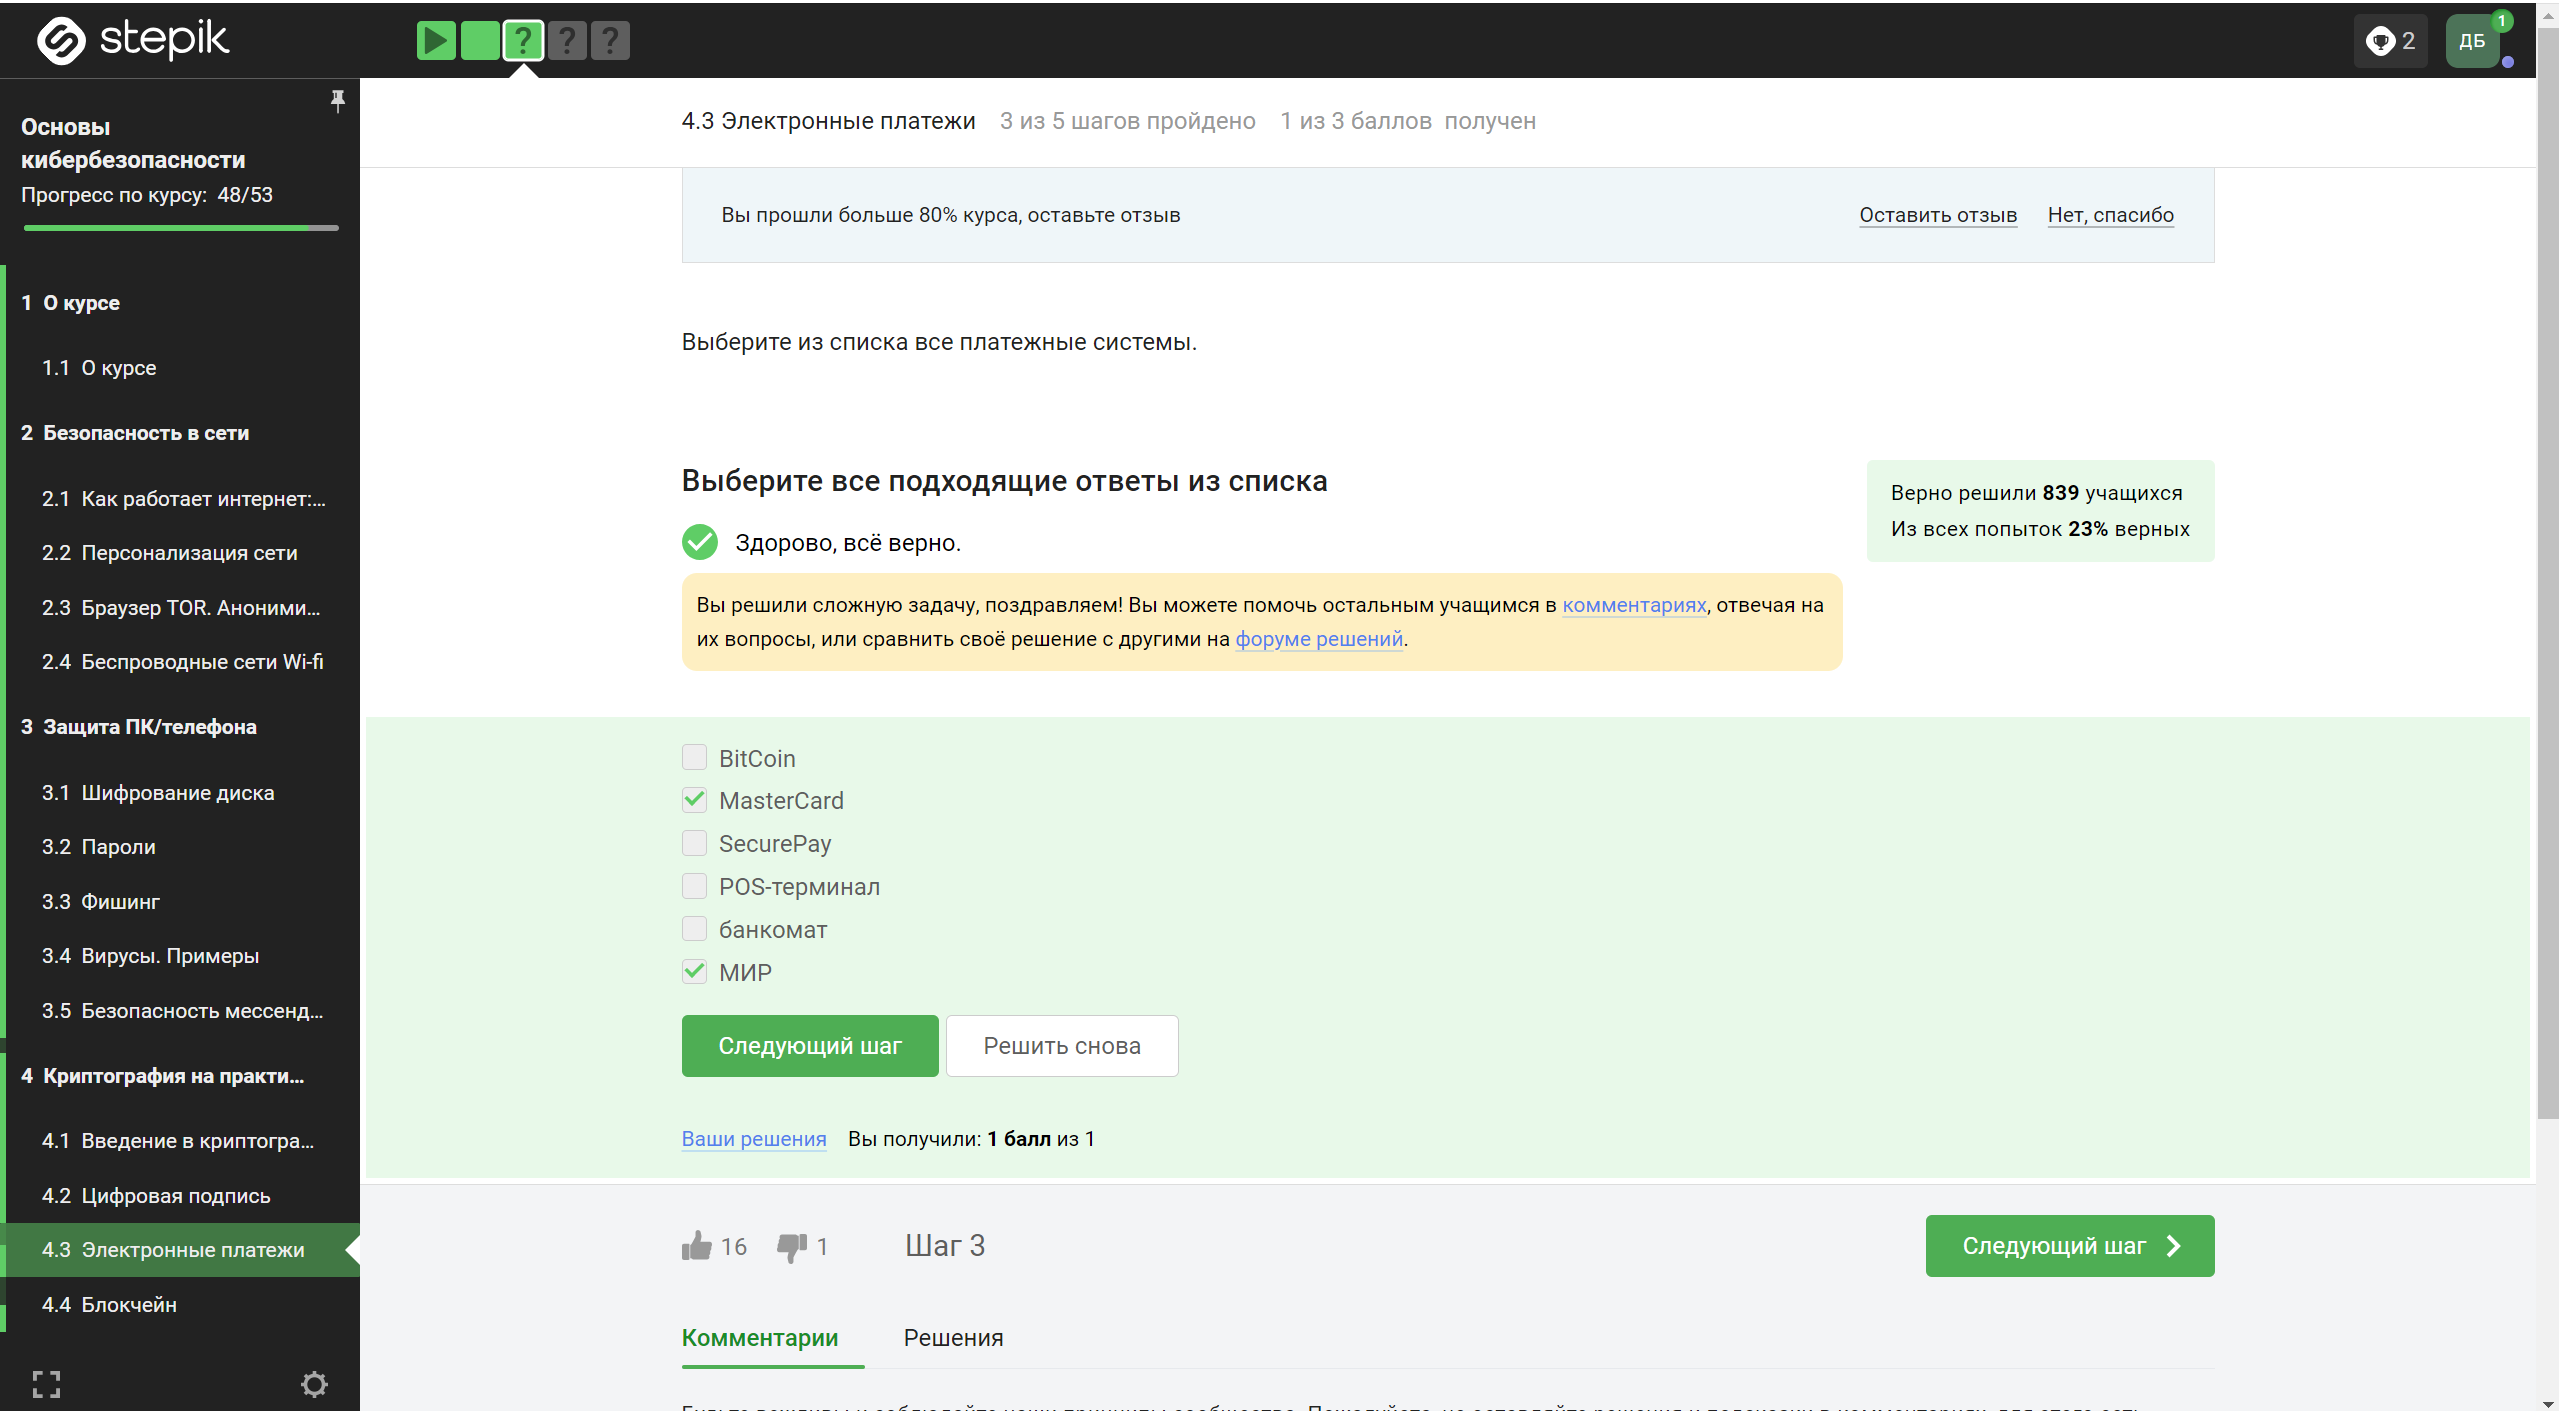 stepik
? ? ?
2
ДБ
1
Основы
кибербезопасности
Прогресс по курсу: 48/53
1 О курсе
1.1 О курсе
2 Безопасность в сети
2.1 Как работает интернет:...
2.2 Персонализация сети
2.3 Браузер TOR. Аноними...
2.4 Беспроводные сети Wi-fi
3 Защита ПК/телефона
3.1 Шифрование диска
3.2 Пароли
3.3 Фишинг
3.4 Вирусы. Примеры
3.5 Безопасность мессенд...
4 Криптография на практи...
4.1 Введение в криптогра...
4.2 Цифровая подпись
4.3 Электронные платежи
4.4 Блокчейн
4.3 Электронные платежи 3 из 5 шагов пройдено 1 из 3 баллов получен
Вы прошли больше 80% курса, оставьте отзыв
Оставить отзыв Нет, спасибо
Выберите из списка все платежные системы.
Выберите все подходящие ответы из списка
Верно решили 839 учащихся
Из всех попыток 23% верных
Здорово, всё верно.
Вы решили сложную задачу, поздравляем! Вы можете помочь остальным учащимся в комментариях, отвечая на
их вопросы, или сравнить своё решение с другими на форуме решений.
BitCoin
MasterCard
SecurePay
POS-терминал
банкомат
МИР
Следующий шаг Решить снова
Ваши решения Вы получили: 1 балл из 1
16 1 Шаг 3
Следующий шаг
Комментарии Решения